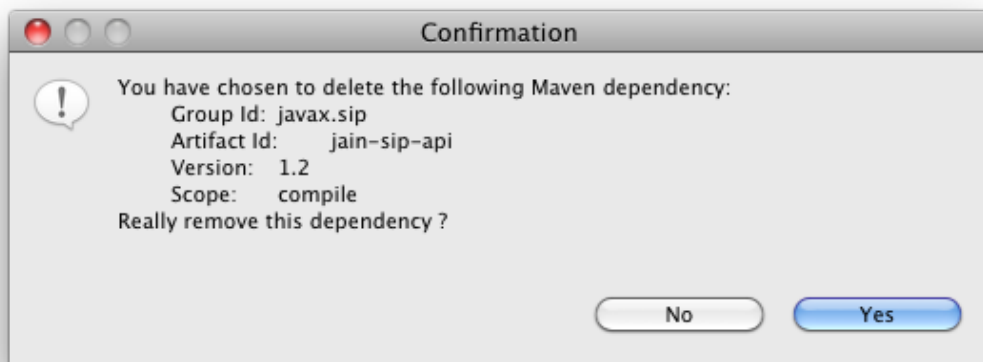 Confirmation
You have chosen to delete the following Maven dependency:
Group Id: javax.sip
Artifact Id: jain-sip-api
Version: 1.2
Scope: compile
Really remove this dependency ?
No Yes